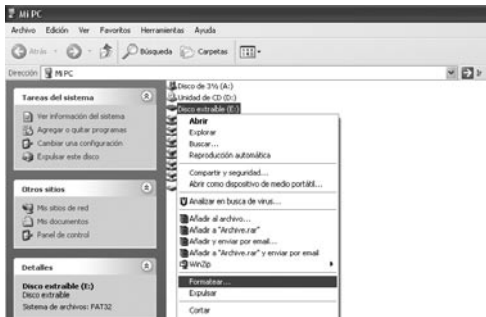 Mi PC
Archivo Edición Ver Favoritos Herramientas Ayuda
Atrás Búsqueda Carpetas
Dirección Mi PC
Tareas del sistema
Ver información del sistema
Agregar o quitar programas
Cambiar una configuración
Expulsar este disco
Otros sitios
Mis sitios de red
Mis documentos
Panel de control
Detalles
Disco extraíble (E:)
Disco extraíble
Sistema de archivos: FAT32
Disco de 3½ (A:)
Unidad de CD (D:)
Disco extraíble (E:)
Abrir
Explorar
Buscar...
Reproducción automática
Compartir y seguridad...
Abrir como dispositivo de medio portátil...
Analizar en busca de virus...
Añadir al archivo...
Añadir a "Archive.rar"
Añadir y enviar por email...
Añadir a "Archive.rar" y enviar por email
WinZip
Formatear...
Expulsar
Cortar